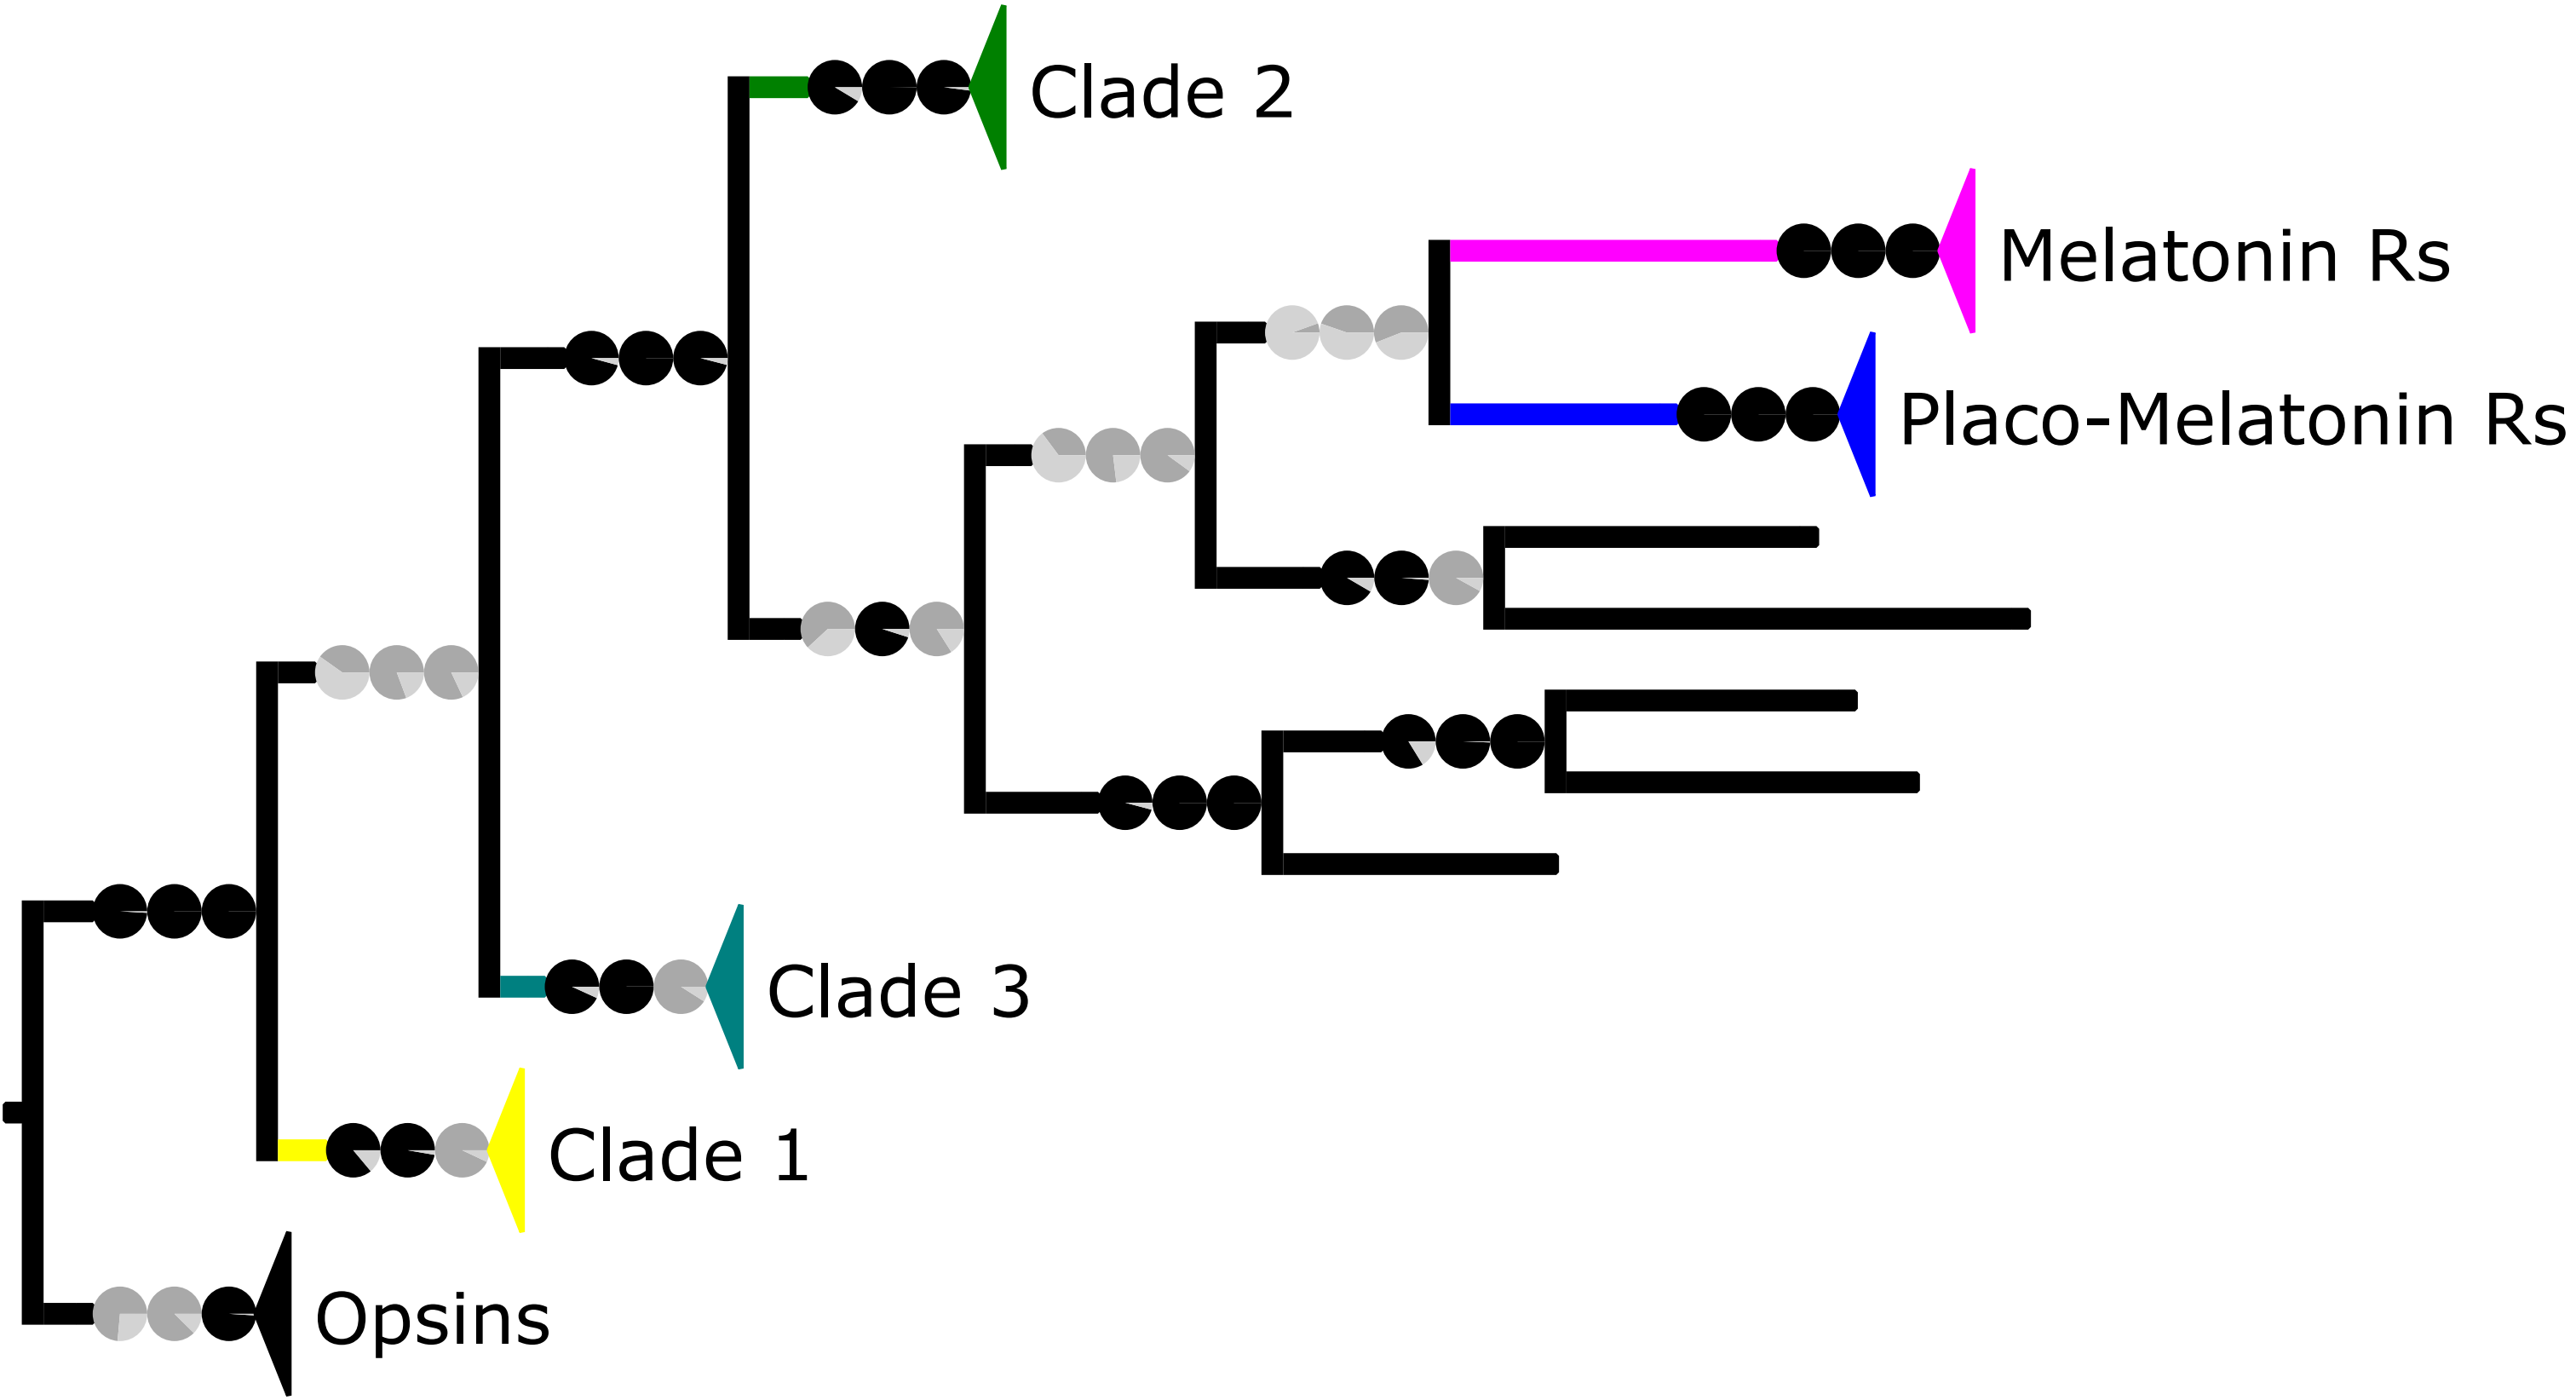 Clade 2
Melatonin Rs
Placo-Melatonin Rs
Clade 3
Clade 1
Opsins